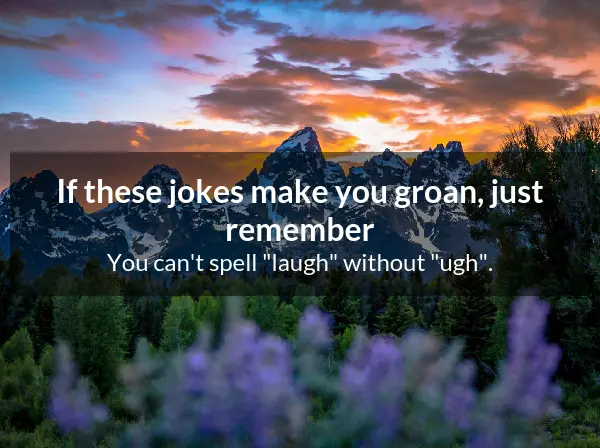 If these jokes make you groan, just
remember
You can't spell "laugh" without "ugh".